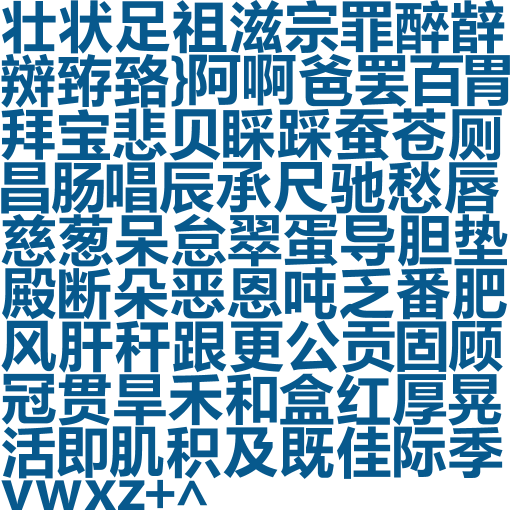 壮状足祖滋宗罪醉
}阿啊爸罢百胃
拜宝悲贝睬踩蚕苍厕
昌肠唱辰承尺驰愁唇
慈葱呆怠翠蛋导胆垫
殿断朵恶恩吨乏番肥
风肝秆跟更公贡固顾
冠贯旱禾和盒红厚晃
活即肌积及既佳际季
vwxz+^